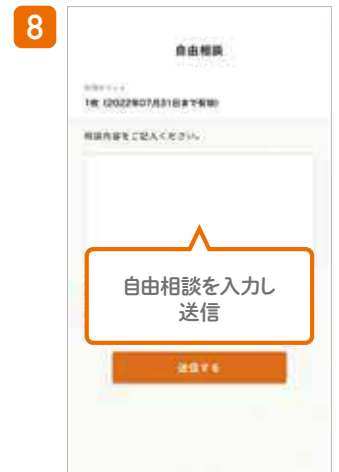 8
自由相談
1枚 (2022年07月31日まで有効)
相談内容をご記入ください。
自由相談を入力し
送信
送信する